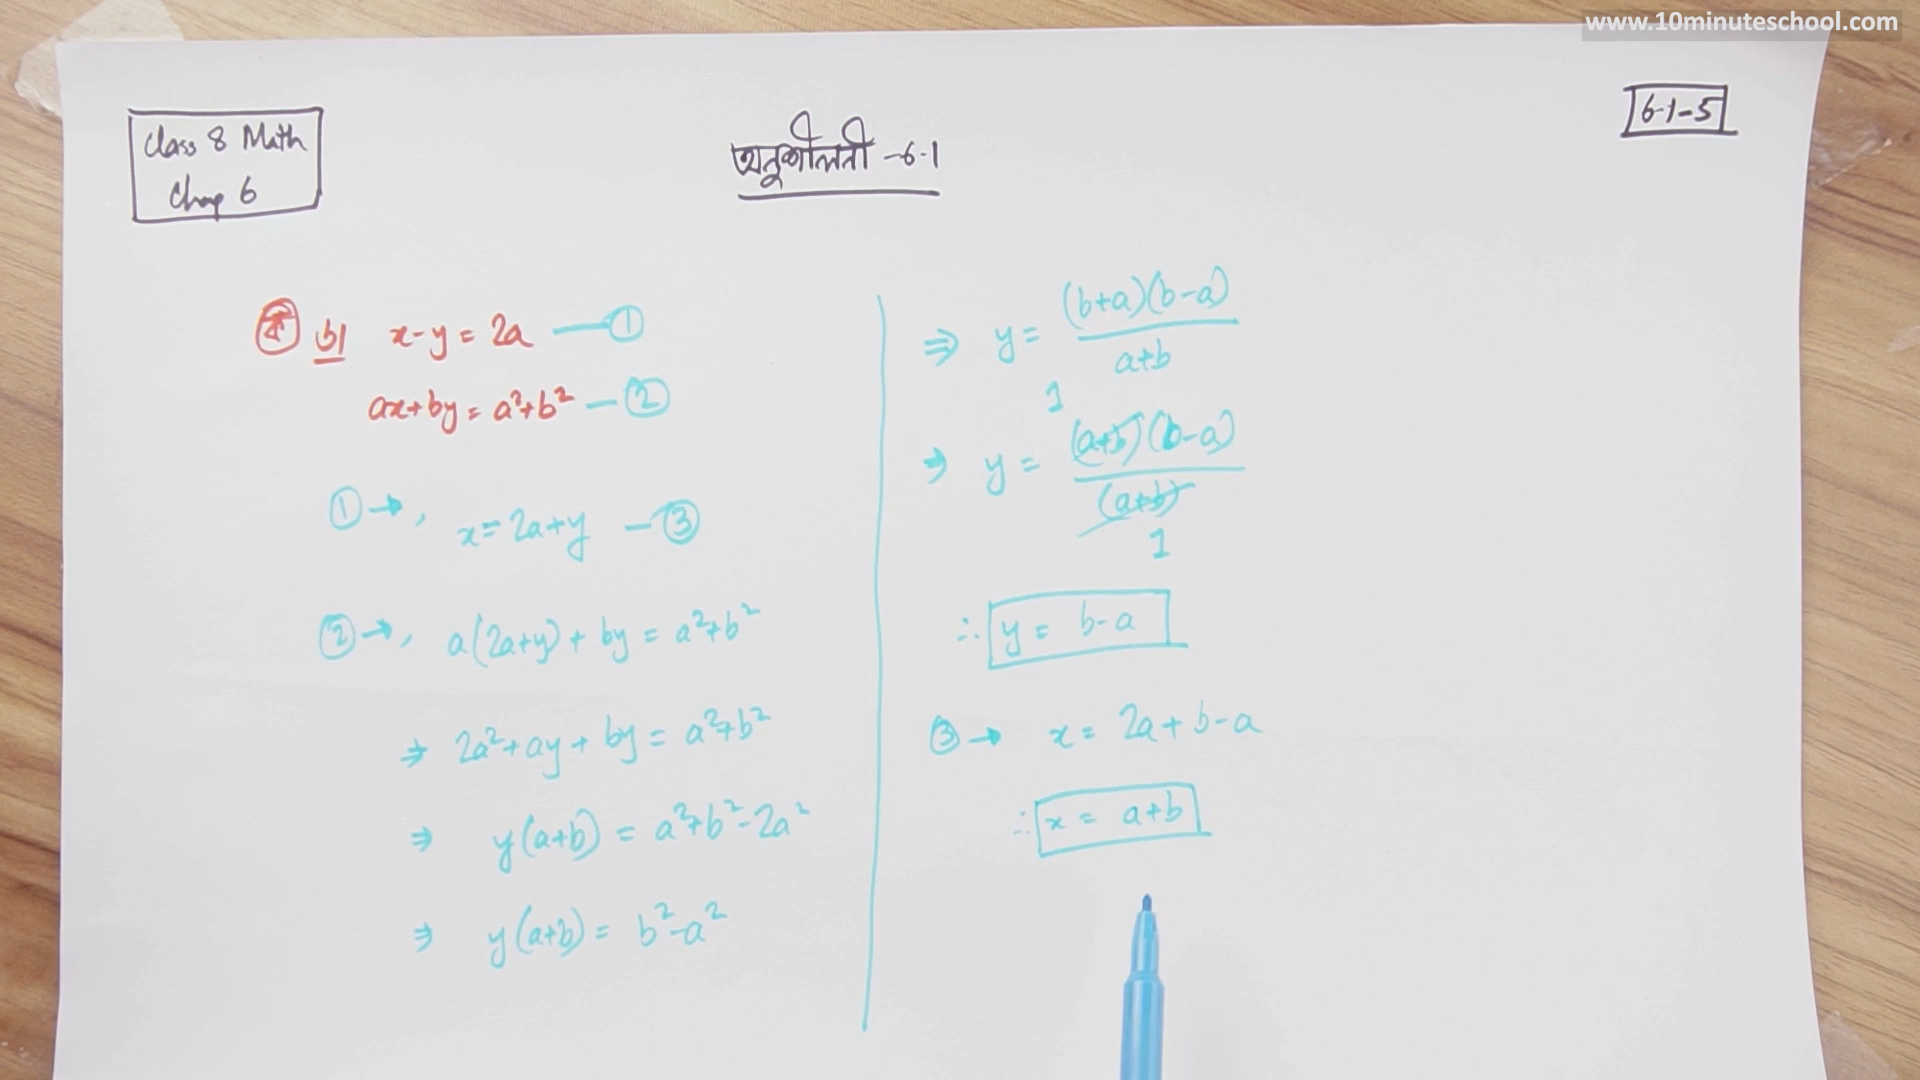 www.10minuteschool.com
Class 8 Math
Chap 6
অনুশীলনী -6.1
6-1-5
b) x-y = 2a — ①
ax+by = a²+b² — ②
① →, x = 2a+y — ③
② →, a(2a+y) + by = a²+b²
⇒ 2a²+ay+by = a²+b²
⇒ y(a+b) = a²+b²-2a²
⇒ y(a+b) = b²-a²
⇒ y = (b+a)(b-a)
a+b
1
⇒ y = (a+b)(b-a)
(a+b)
1
∴ y = b-a
③ → x = 2a+b-a
∴ x = a+b